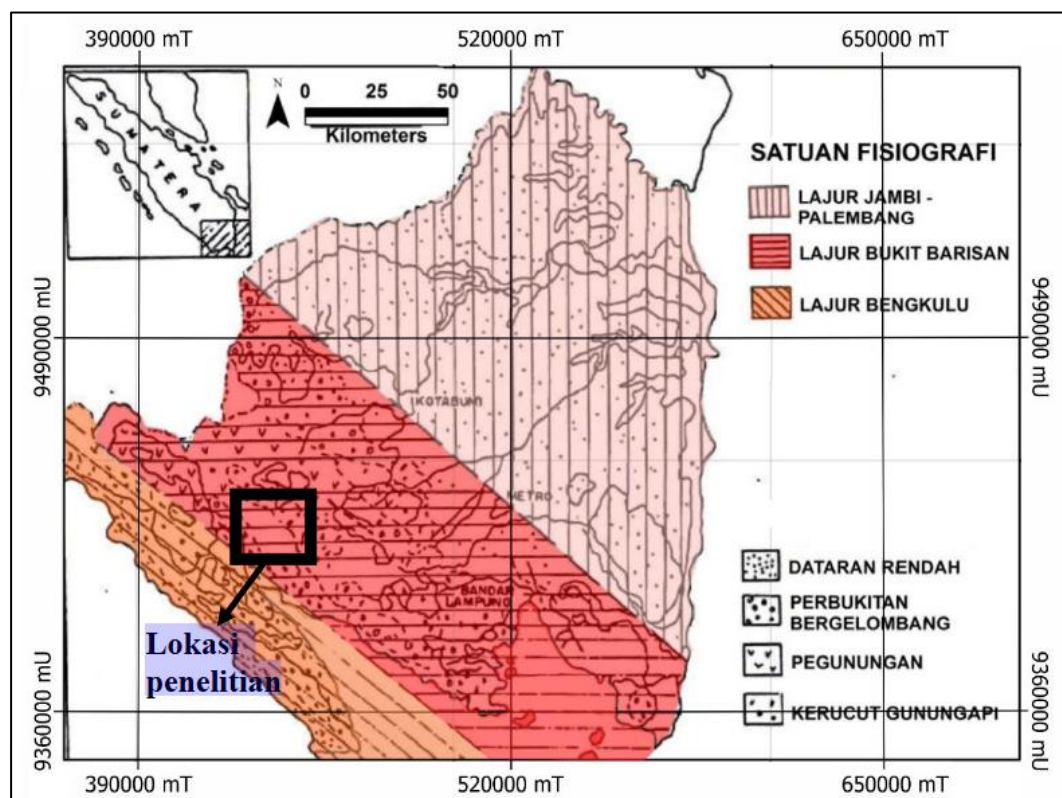 390000 mT
520000 mT
650000 mT
N
0 25 50
Kilometers
SUMATERA
SATUAN FISIOGRAFI
LAJUR JAMBI -
PALEMBANG
LAJUR BUKIT BARISAN
LAJUR BENGKULU
9490000 mU
9490000 mU
KOTABUMI
METRO
BANDAR
LAMPUNG
DATARAN RENDAH
PERBUKITAN
BERGELOMBANG
PEGUNUNGAN
KERUCUT GUNUNGAPI
Lokasi
penelitian
9360000 mU
9360000 mU
390000 mT
520000 mT
650000 mT